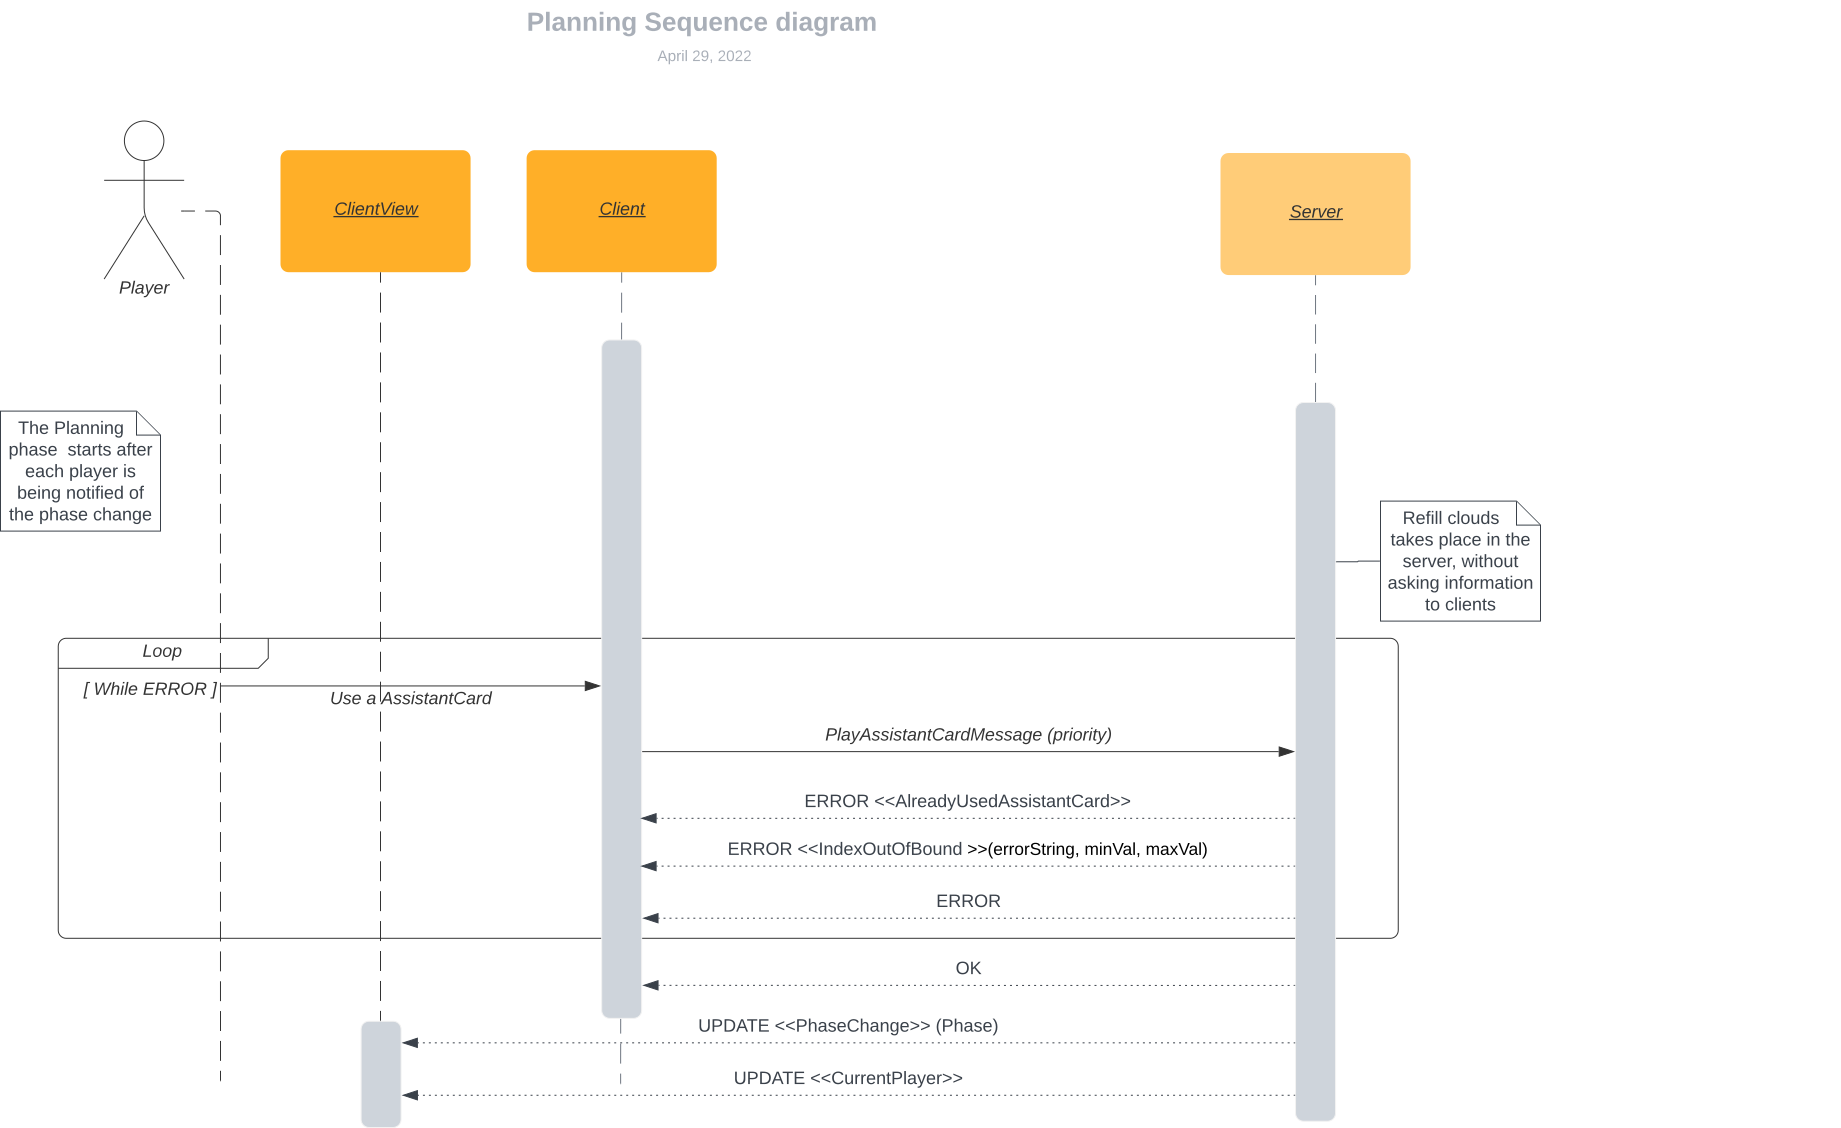 Planning Sequence diagram
April 29, 2022
ClientView
Client
Server
Player
The Planning
phase  starts after
each player is
being notified of
the phase change
Refill clouds
takes place in the
server, without
asking information
to clients
Loop
[ While ERROR ]
Use a AssistantCard
PlayAssistantCardMessage (priority)
ERROR <<AlreadyUsedAssistantCard>>
ERROR <<IndexOutOfBound >>(errorString, minVal, maxVal)
ERROR
OK
UPDATE <<PhaseChange>> (Phase)
UPDATE <<CurrentPlayer>>